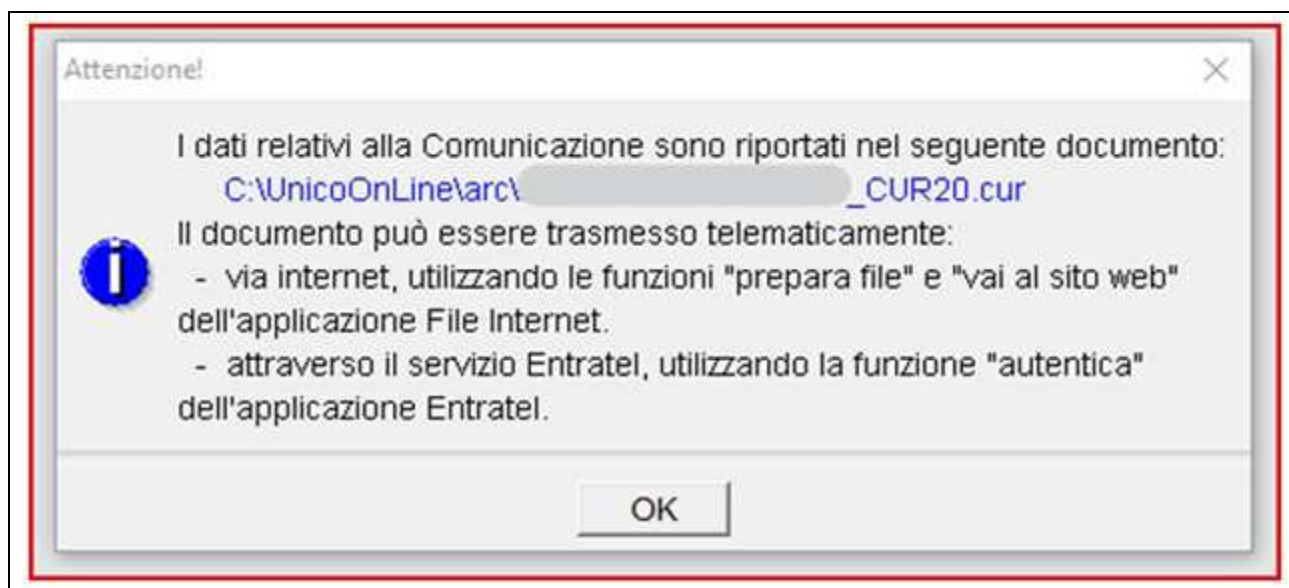 Attenzione!
I dati relativi alla Comunicazione sono riportati nel seguente documento:
C:\UnicoOnLine\arc\ _CUR20.cur
Il documento può essere trasmesso telematicamente:
- via internet, utilizzando le funzioni "prepara file" e "vai al sito web"
dell'applicazione File Internet.
- attraverso il servizio Entratel, utilizzando la funzione "autentica"
dell'applicazione Entratel.
OK